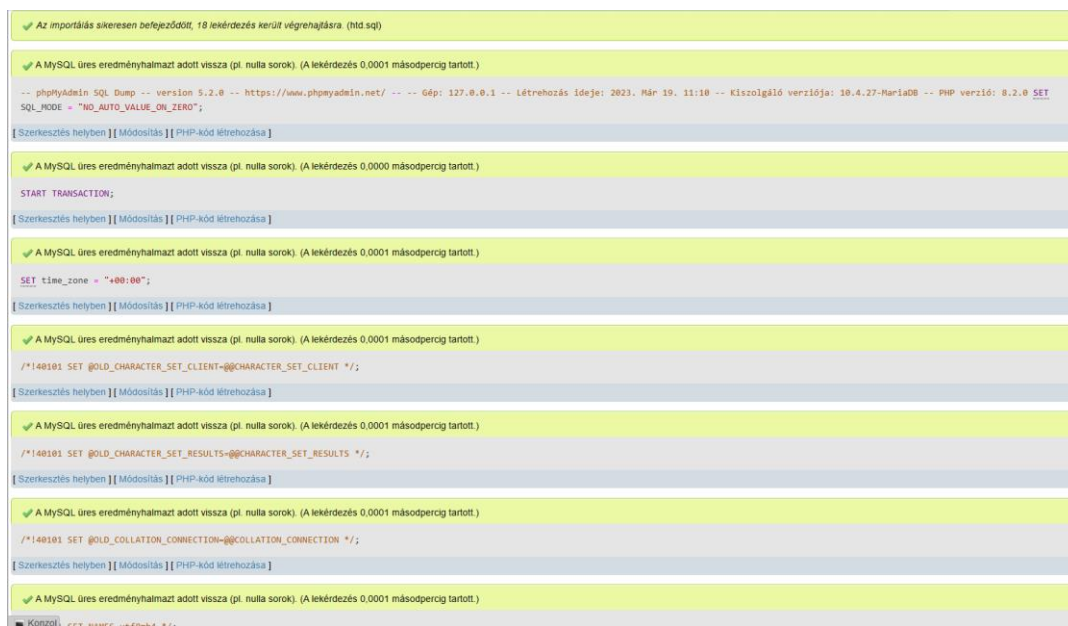 Az importálás sikeresen befejeződött, 18 lekérdezés került végrehajtásra. (htd.sql)
A MySQL üres eredményhalmazt adott vissza (pl. nulla sorok). (A lekérdezés 0,0001 másodpercig tartott.)
-- phpMyAdmin SQL Dump -- version 5.2.0 -- https://www.phpmyadmin.net/ -- -- Gép: 127.0.0.1 -- Létrehozás ideje: 2023. Már 19. 11:10 -- Kiszolgáló verziója: 10.4.27-MariaDB -- PHP verzió: 8.2.0 SET
SQL_MODE = "NO_AUTO_VALUE_ON_ZERO";
[ Szerkesztés helyben ] [ Módosítás ] [ PHP-kód létrehozása ]
A MySQL üres eredményhalmazt adott vissza (pl. nulla sorok). (A lekérdezés 0,0000 másodpercig tartott.)
START TRANSACTION;
[ Szerkesztés helyben ] [ Módosítás ] [ PHP-kód létrehozása ]
A MySQL üres eredményhalmazt adott vissza (pl. nulla sorok). (A lekérdezés 0,0001 másodpercig tartott.)
SET time_zone = "+00:00";
[ Szerkesztés helyben ] [ Módosítás ] [ PHP-kód létrehozása ]
A MySQL üres eredményhalmazt adott vissza (pl. nulla sorok). (A lekérdezés 0,0001 másodpercig tartott.)
/*!40101 SET @OLD_CHARACTER_SET_CLIENT=@@CHARACTER_SET_CLIENT */;
[ Szerkesztés helyben ] [ Módosítás ] [ PHP-kód létrehozása ]
A MySQL üres eredményhalmazt adott vissza (pl. nulla sorok). (A lekérdezés 0,0001 másodpercig tartott.)
/*!40101 SET @OLD_CHARACTER_SET_RESULTS=@@CHARACTER_SET_RESULTS */;
[ Szerkesztés helyben ] [ Módosítás ] [ PHP-kód létrehozása ]
A MySQL üres eredményhalmazt adott vissza (pl. nulla sorok). (A lekérdezés 0,0001 másodpercig tartott.)
/*!40101 SET @OLD_COLLATION_CONNECTION=@@COLLATION_CONNECTION */;
[ Szerkesztés helyben ] [ Módosítás ] [ PHP-kód létrehozása ]
A MySQL üres eredményhalmazt adott vissza (pl. nulla sorok). (A lekérdezés 0,0001 másodpercig tartott.)
Konzol SET NAMES utf8mb4 */;